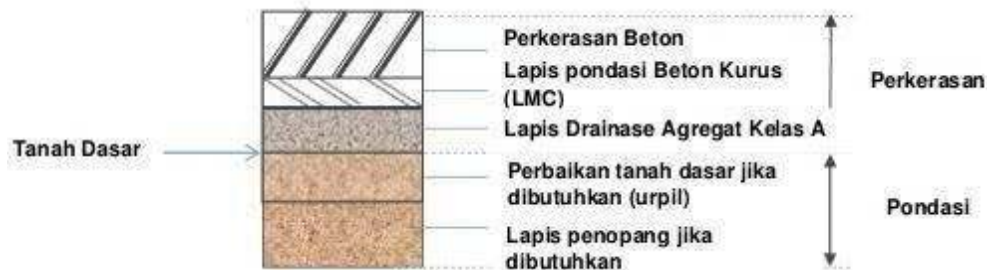 Perkerasan Beton
Lapis pondasi Beton Kurus
(LMC)
Perkerasan
Lapis Drainase Agregat Kelas A
Tanah Dasar
Perbaikan tanah dasar jika
dibutuhkan (urpil)
Pondasi
Lapis penopang jika
dibutuhkan